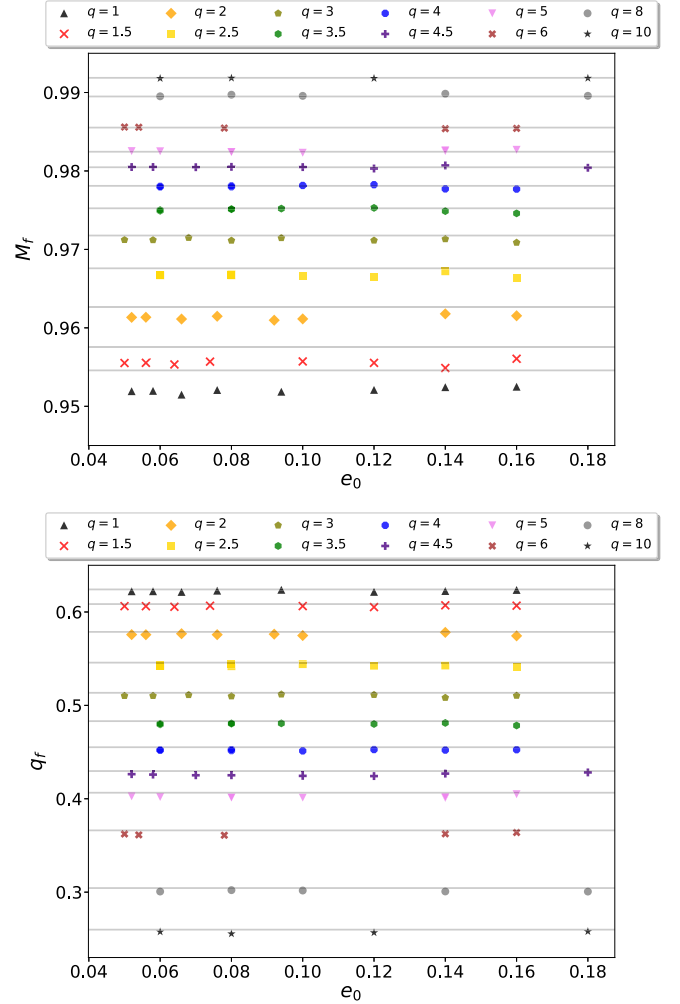 q = 1 q = 2 q = 3 q = 4 q = 5 q = 8
q = 1.5 q = 2.5 q = 3.5 q = 4.5 q = 6 q = 10
0.99
0.98
0.97
0.96
0.95
M_f
0.04 0.06 0.08 0.10 0.12 0.14 0.16 0.18
e_0
q = 1 q = 2 q = 3 q = 4 q = 5 q = 8
q = 1.5 q = 2.5 q = 3.5 q = 4.5 q = 6 q = 10
0.6
0.5
0.4
0.3
q_f
0.04 0.06 0.08 0.10 0.12 0.14 0.16 0.18
e_0